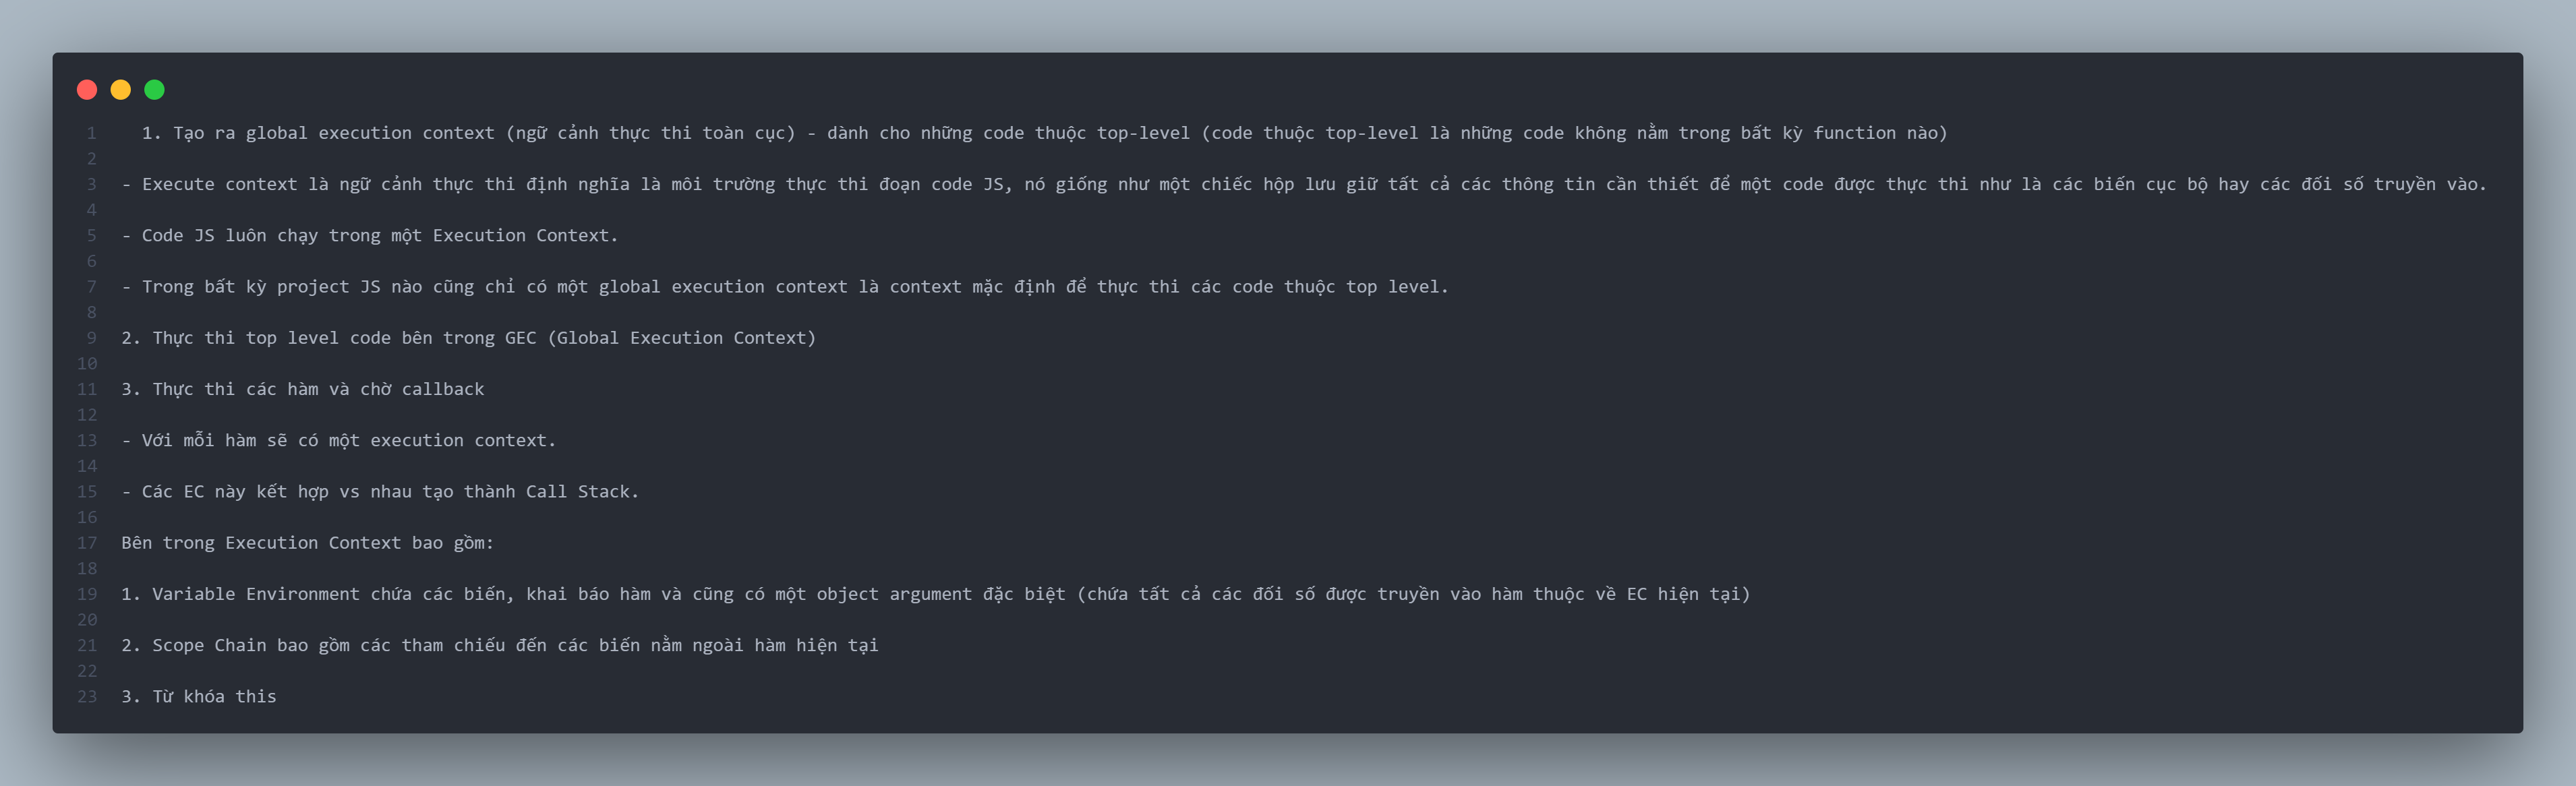 1 1. Tạo ra global execution context (ngữ cảnh thực thi toàn cục) - dành cho những code thuộc top-level (code thuộc top-level là những code không nằm trong bất kỳ function nào)
2
3 - Execute context là ngữ cảnh thực thi định nghĩa là môi trường thực thi đoạn code JS, nó giống như một chiếc hộp lưu giữ tất cả các thông tin cần thiết để một code được thực thi như là các biến cục bộ hay các đối số truyền vào.
4
5 - Code JS luôn chạy trong một Execution Context.
6
7 - Trong bất kỳ project JS nào cũng chỉ có một global execution context là context mặc định để thực thi các code thuộc top level.
8
9 2. Thực thi top level code bên trong GEC (Global Execution Context)
10
11 3. Thực thi các hàm và chờ callback
12
13 - Với mỗi hàm sẽ có một execution context.
14
15 - Các EC này kết hợp vs nhau tạo thành Call Stack.
16
17 Bên trong Execution Context bao gồm:
18
19 1. Variable Environment chứa các biến, khai báo hàm và cũng có một object argument đặc biệt (chứa tất cả các đối số được truyền vào hàm thuộc về EC hiện tại)
20
21 2. Scope Chain bao gồm các tham chiếu đến các biến nằm ngoài hàm hiện tại
22
23 3. Từ khóa this